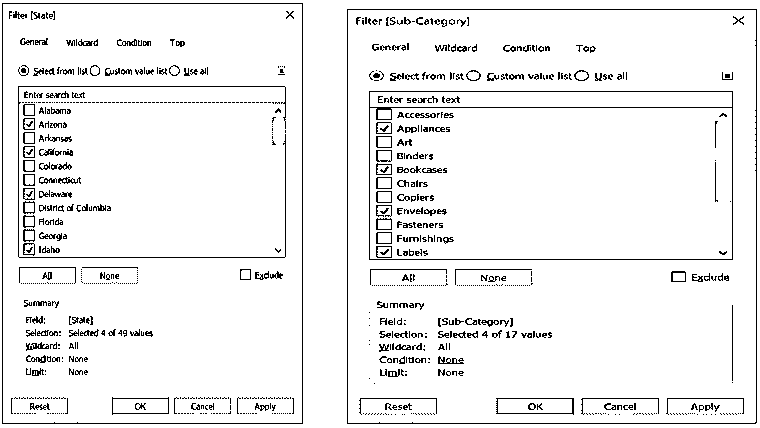 Filter [State]
General Wildcard Condition Top
Select from list Custom value list Use all
Enter search text
Alabama
Arizona
Arkansas
California
Colorado
Connecticut
Delaware
District of Columbia
Florida
Georgia
Idaho
All None Exclude
Summary
Field: [State]
Selection: Selected 4 of 49 values
Wildcard: All
Condition: None
Limit: None
Reset OK Cancel Apply
Filter [Sub-Category]
General Wildcard Condition Top
Select from list Custom value list Use all
Enter search text
Accessories
Appliances
Art
Binders
Bookcases
Chairs
Copiers
Envelopes
Fasteners
Furnishings
Labels
All None Exclude
Summary
Field: [Sub-Category]
Selection: Selected 4 of 17 values
Wildcard: All
Condition: None
Limit: None
Reset OK Cancel Apply